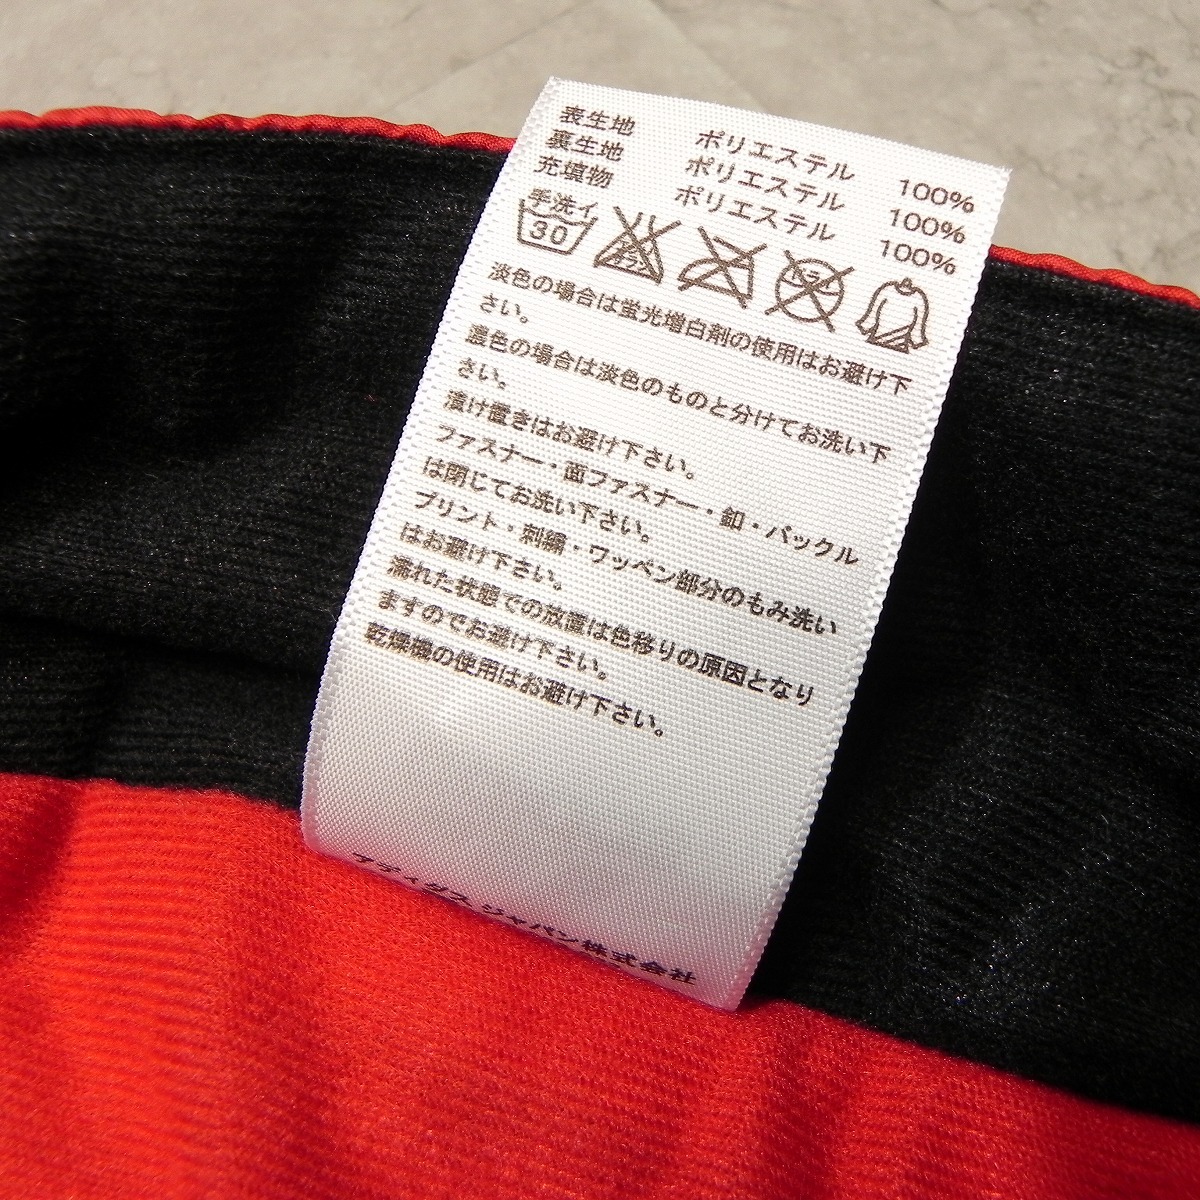 表生地 ポリエステル 100%
裏生地 ポリエステル 100%
充填物 ポリエステル 100%
手洗イ
30
淡色の場合は蛍光増白剤の使用はお避け下
さい。
濃色の場合は淡色のものと分けてお洗い下
さい。
漬け置きはお避け下さい。
ファスナー・面ファスナー・釦・バックル
は閉じてお洗い下さい。
プリント・刺繍・ワッペン部分のもみ洗い
はお避け下さい。
濡れた状態での放置は色移りの原因となり
ますのでお避け下さい。
乾燥機の使用はお避け下さい。
アディダス ジャパン株式会社